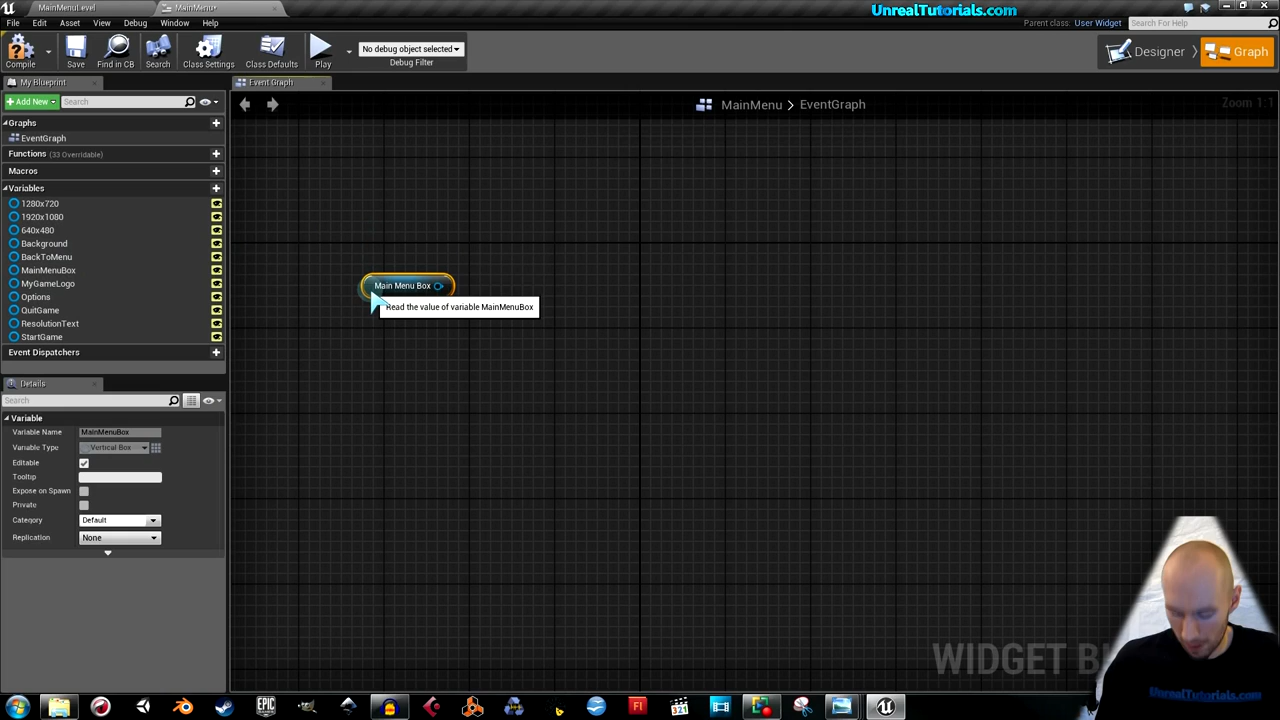 MainMenuLevel
MainMenu*
UnrealTutorials.com
File Edit Asset View Debug Window Help
Parent class: User Widget
Search For Help
Compile
Save
Find in CB
Search
Class Settings
Class Defaults
Play
No debug object selected
Debug Filter
Designer
Graph
My Blueprint
Event Graph
+Add New
Search
MainMenu > EventGraph
Zoom 1:1
Graphs
EventGraph
Functions (33 Overridable)
Macros
Variables
1280x720
1920x1080
640x480
Background
BackToMenu
MainMenuBox
MyGameLogo
Options
QuitGame
ResolutionText
StartGame
Event Dispatchers
Main Menu Box
Read the value of variable MainMenuBox
Details
Search
Variable
Variable Name MainMenuBox
Variable Type Vertical Box
Editable
Tooltip
Expose on Spawn
Private
Category Default
Replication None
WIDGET
UnrealTutorials.com
EPIC
321